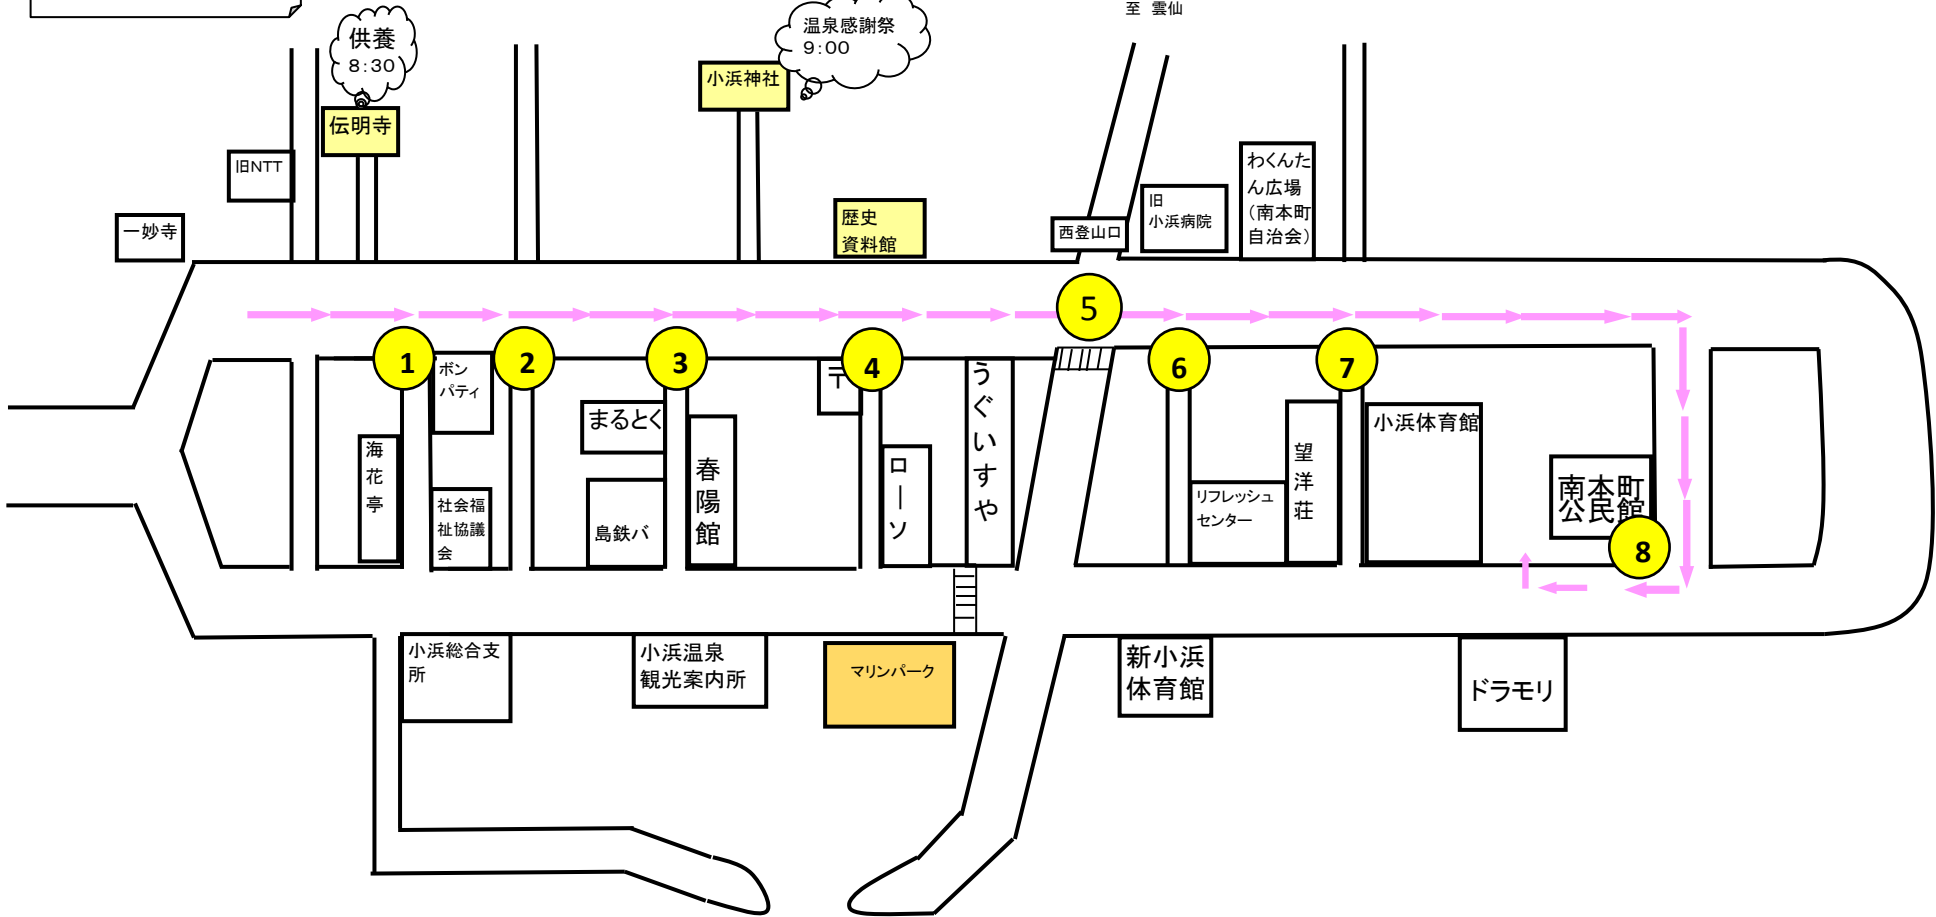 至 雲仙
供養
8:30
温泉感謝祭
9:00
小浜神社
伝明寺
旧NTT
一妙寺
歴史
資料館
西登山口
旧
小浜病院
わくんた
ん広場
(南本町
自治会)
1
2
3
4
5
6
7
8
ボン
パティ
海花亭
社会福
祉協議
会
まるとく
島鉄バ
春陽館
〒
ローソ
うぐいすや
リフレッシュ
センター
望洋荘
小浜体育館
南本町
公民館
小浜総合支
所
小浜温泉
観光案内所
マリンパーク
新小浜
体育館
ドラモリ